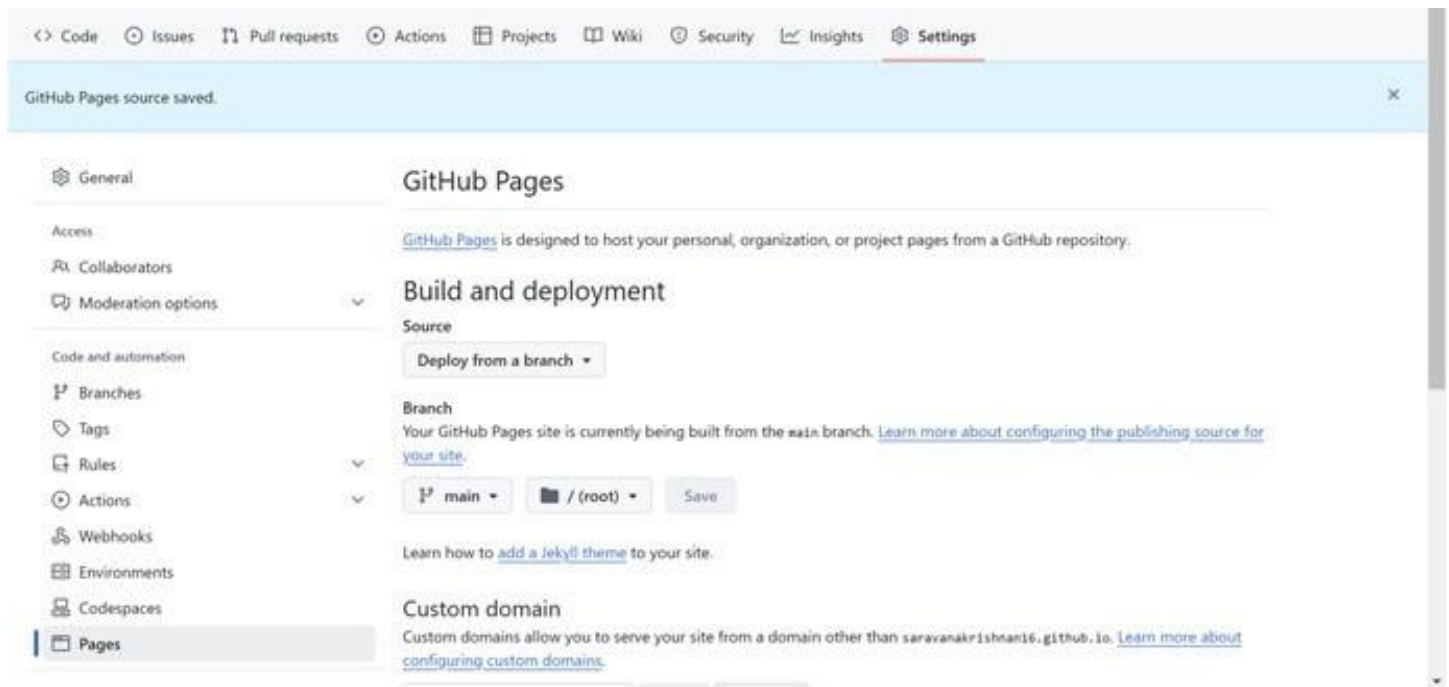 Code Issues Pull requests Actions Projects Wiki Security Insights Settings
GitHub Pages source saved.
General
Access
Collaborators
Moderation options
Code and automation
Branches
Tags
Rules
Actions
Webhooks
Environments
Codespaces
Pages
GitHub Pages
GitHub Pages is designed to host your personal, organization, or project pages from a GitHub repository.
Build and deployment
Source
Deploy from a branch
Branch
Your GitHub Pages site is currently being built from the main branch. Learn more about configuring the publishing source for
your site.
main / (root) Save
Learn how to add a Jekyll theme to your site.
Custom domain
Custom domains allow you to serve your site from a domain other than saravanakrishnan16.github.io. Learn more about
configuring custom domains.